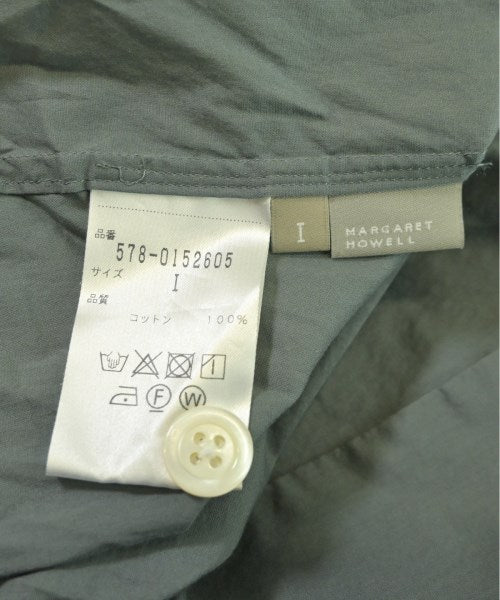 品番
578-0152605
サイズ
I
品質
コットン 100%
F W
I
MARGARET
HOWELL